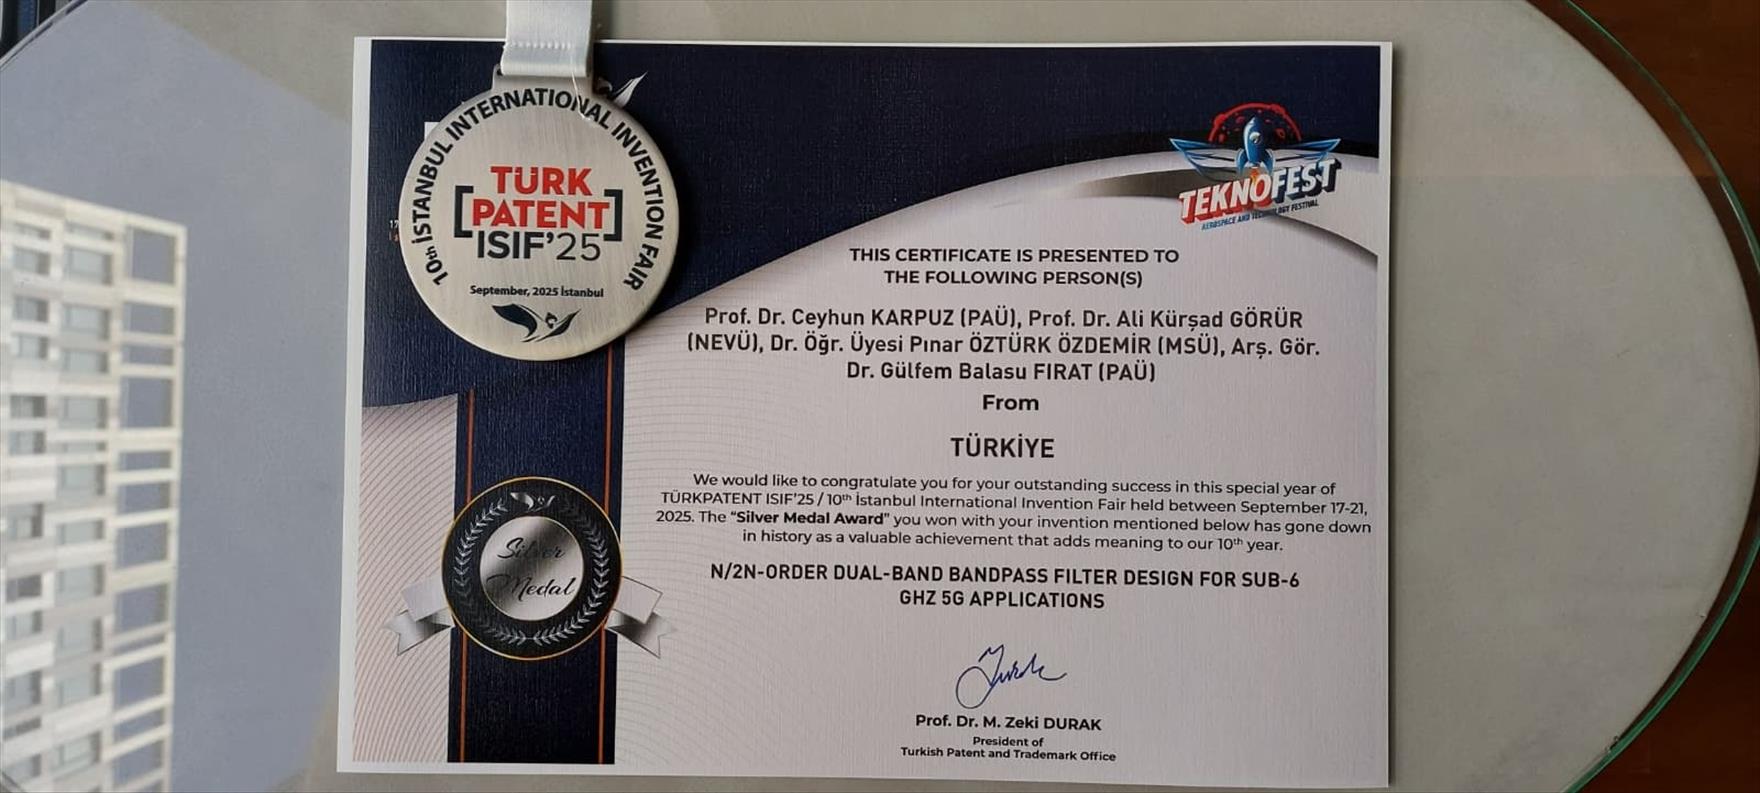 10th İSTANBUL INTERNATIONAL INVENTION FAIR
TÜRK
PATENT
ISIF'25
September, 2025 İstanbul
TEKNOFEST
AEROSPACE AND TECHNOLOGY FESTIVAL
THIS CERTIFICATE IS PRESENTED TO
THE FOLLOWING PERSON(S)
Prof. Dr. Ceyhun KARPUZ (PAÜ), Prof. Dr. Ali Kürşad GÖRÜR
(NEVÜ), Dr. Öğr. Üyesi Pınar ÖZTÜRK ÖZDEMİR (MSÜ), Arş. Gör.
Dr. Gülfem Balasu FIRAT (PAÜ)
From
TÜRKİYE
We would like to congratulate you for your outstanding success in this special year of
TÜRKPATENT ISIF'25 / 10th İstanbul International Invention Fair held between September 17-21,
2025. The “Silver Medal Award” you won with your invention mentioned below has gone down
in history as a valuable achievement that adds meaning to our 10th year.
Silver
Medal
N/2N-ORDER DUAL-BAND BANDPASS FILTER DESIGN FOR SUB-6
GHZ 5G APPLICATIONS
Prof. Dr. M. Zeki DURAK
President of
Turkish Patent and Trademark Office